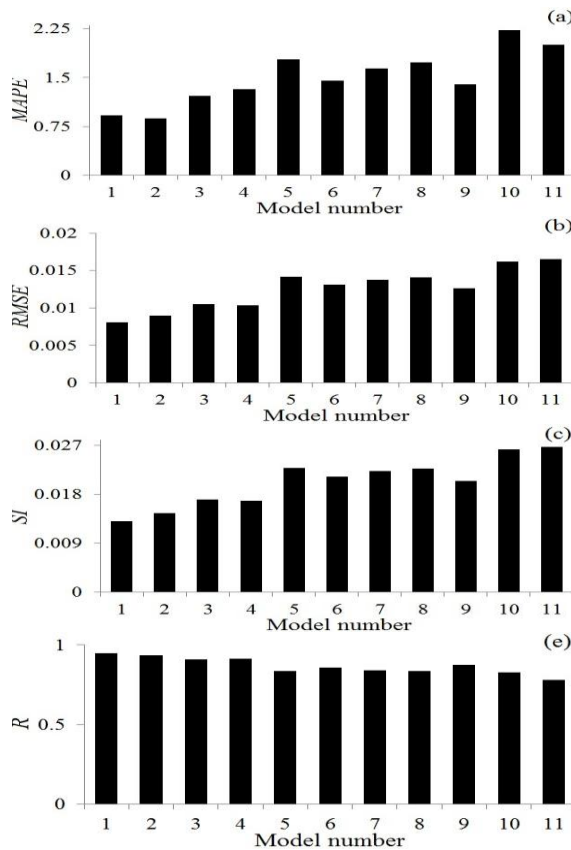 (a)
2.25
1.5
0.75
0
MAPE
1 2 3 4 5 6 7 8 9 10 11
Model number
(b)
0.02
0.015
0.01
0.005
0
RMSE
1 2 3 4 5 6 7 8 9 10 11
Model number
(c)
0.027
0.018
0.009
0
SI
1 2 3 4 5 6 7 8 9 10 11
Model number
(e)
1
0.5
0
R
1 2 3 4 5 6 7 8 9 10 11
Model number